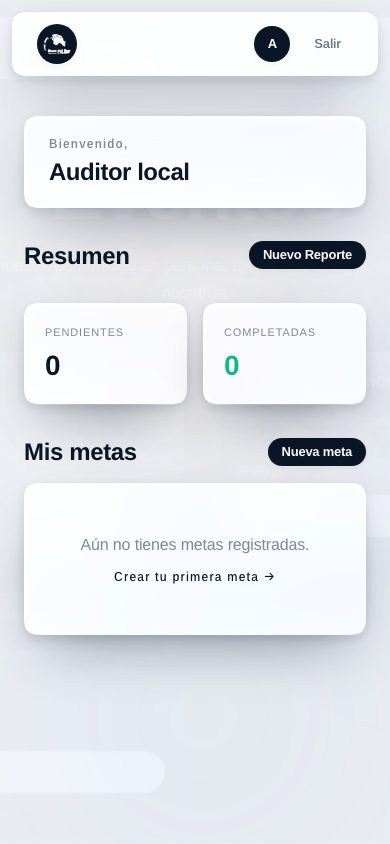 A
Salir
Bienvenido,
Auditor local
Resumen
Nuevo Reporte
PENDIENTES
COMPLETADAS
0
0
Mis metas
Nueva meta
Aún no tienes metas registradas.
Crear tu primera meta →